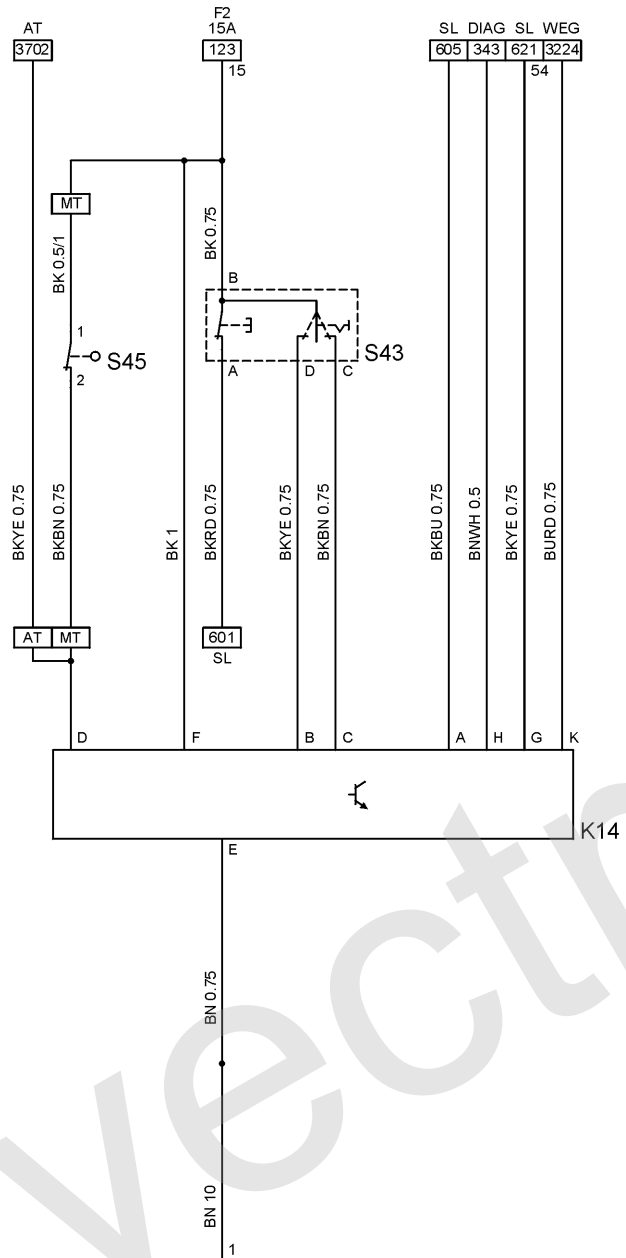 AT
F2
15A
SL DIAG SL WEG
3702
123
605 343 621 3224
15
54
MT
BK 0.5/1
BK 0.75
B
1
S45
2
S43
A
D
C
BKYE 0.75
BKBN 0.75
BK 1
BKRD 0.75
BKYE 0.75
BKBN 0.75
BKBU 0.75
BNWH 0.5
BKYE 0.75
BURD 0.75
AT MT
601
SL
D
F
B
C
A
H
G
K
K14
E
BN 0.75
BN 10
1
vectr